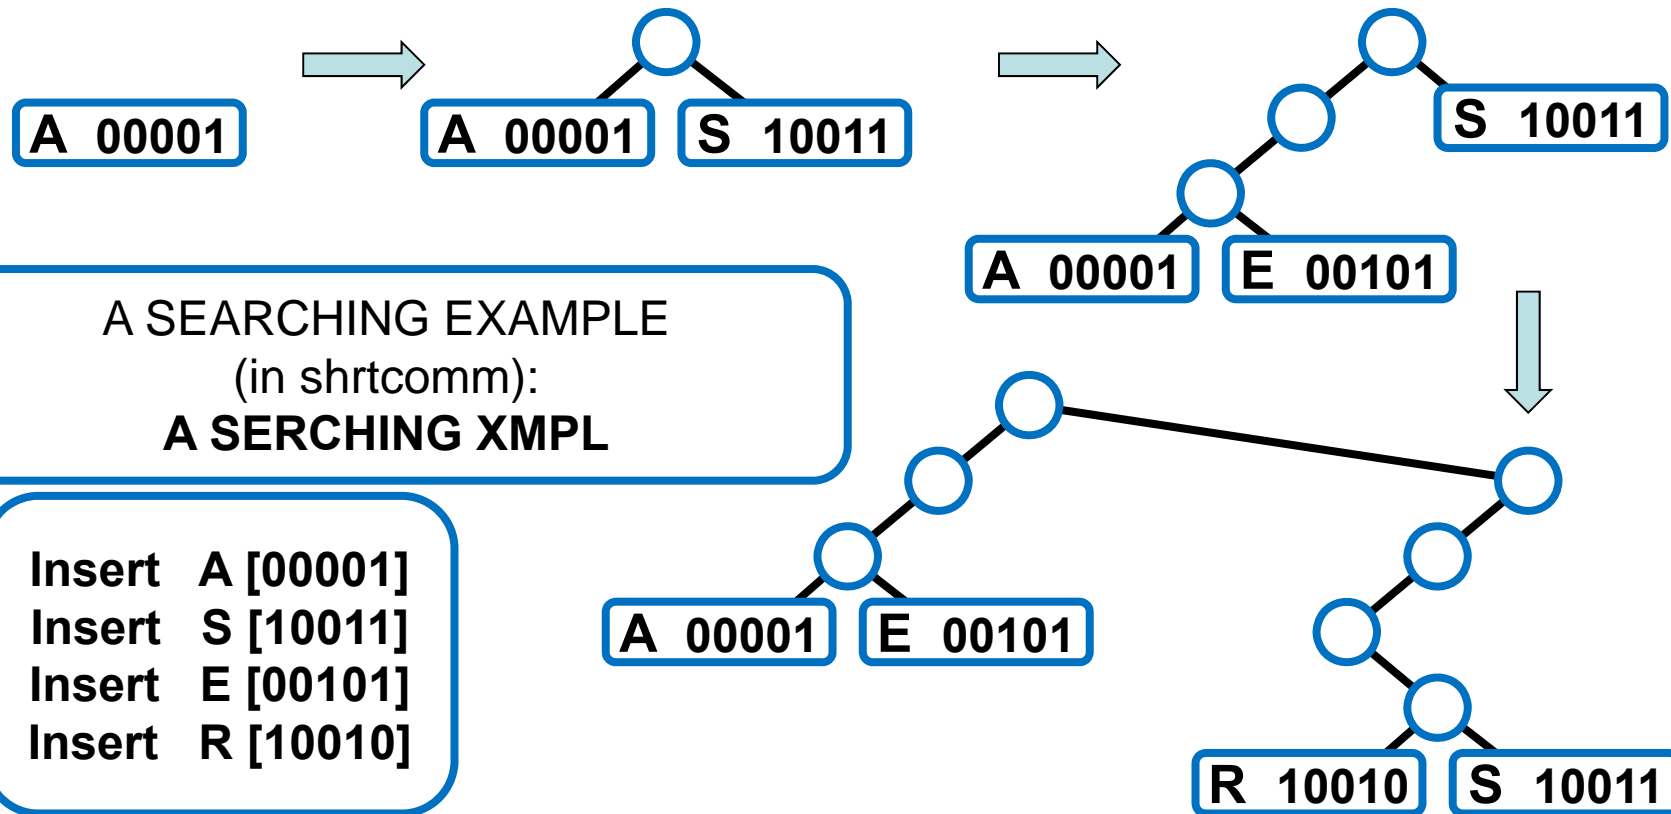 A 00001
A 00001
S 10011
S 10011
A 00001
E 00101
A SEARCHING EXAMPLE
(in shrtcomm):
A SERCHING XMPL
Insert A [00001]
Insert S [10011]
Insert E [00101]
Insert R [10010]
A 00001
E 00101
R 10010
S 10011